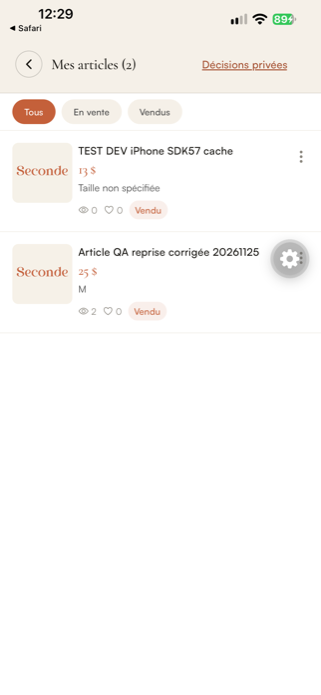 12:29
89
◀ Safari
Mes articles (2)
Décisions privées
Tous
En vente
Vendus
Seconde
TEST DEV iPhone SDK57 cache
13 $
Taille non spécifiée
0
0
Vendu
Seconde
Article QA reprise corrigée 20261125
25 $
M
2
0
Vendu